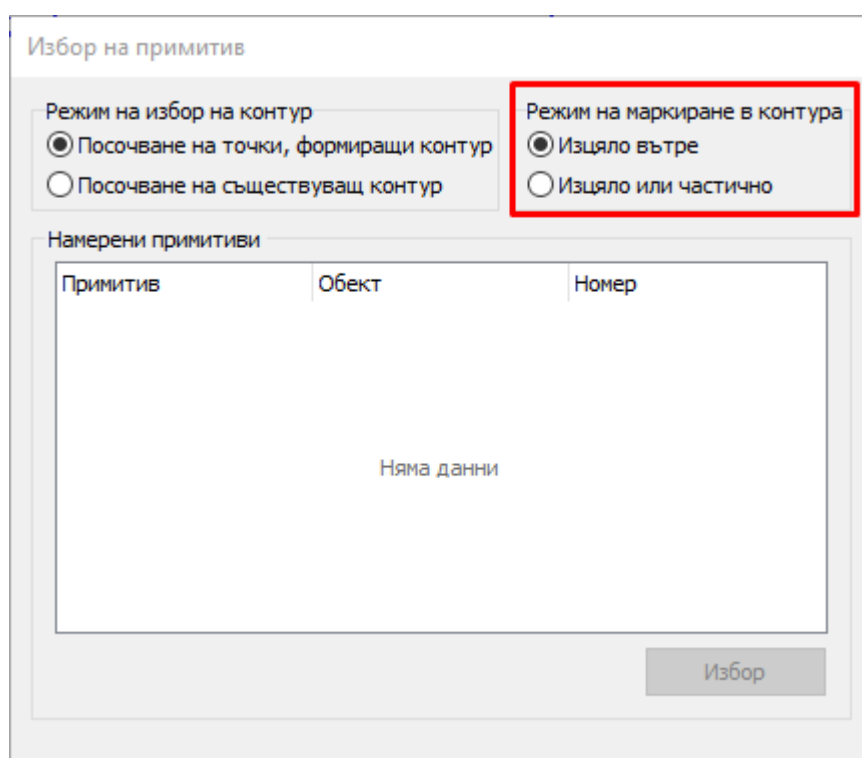 Избор на примитив
Режим на избор на контур
Посочване на точки, формиращи контур
Посочване на съществуващ контур
Режим на маркиране в контура
Изцяло вътре
Изцяло или частично
Намерени примитиви
Примитив Обект Номер
Няма данни
Избор